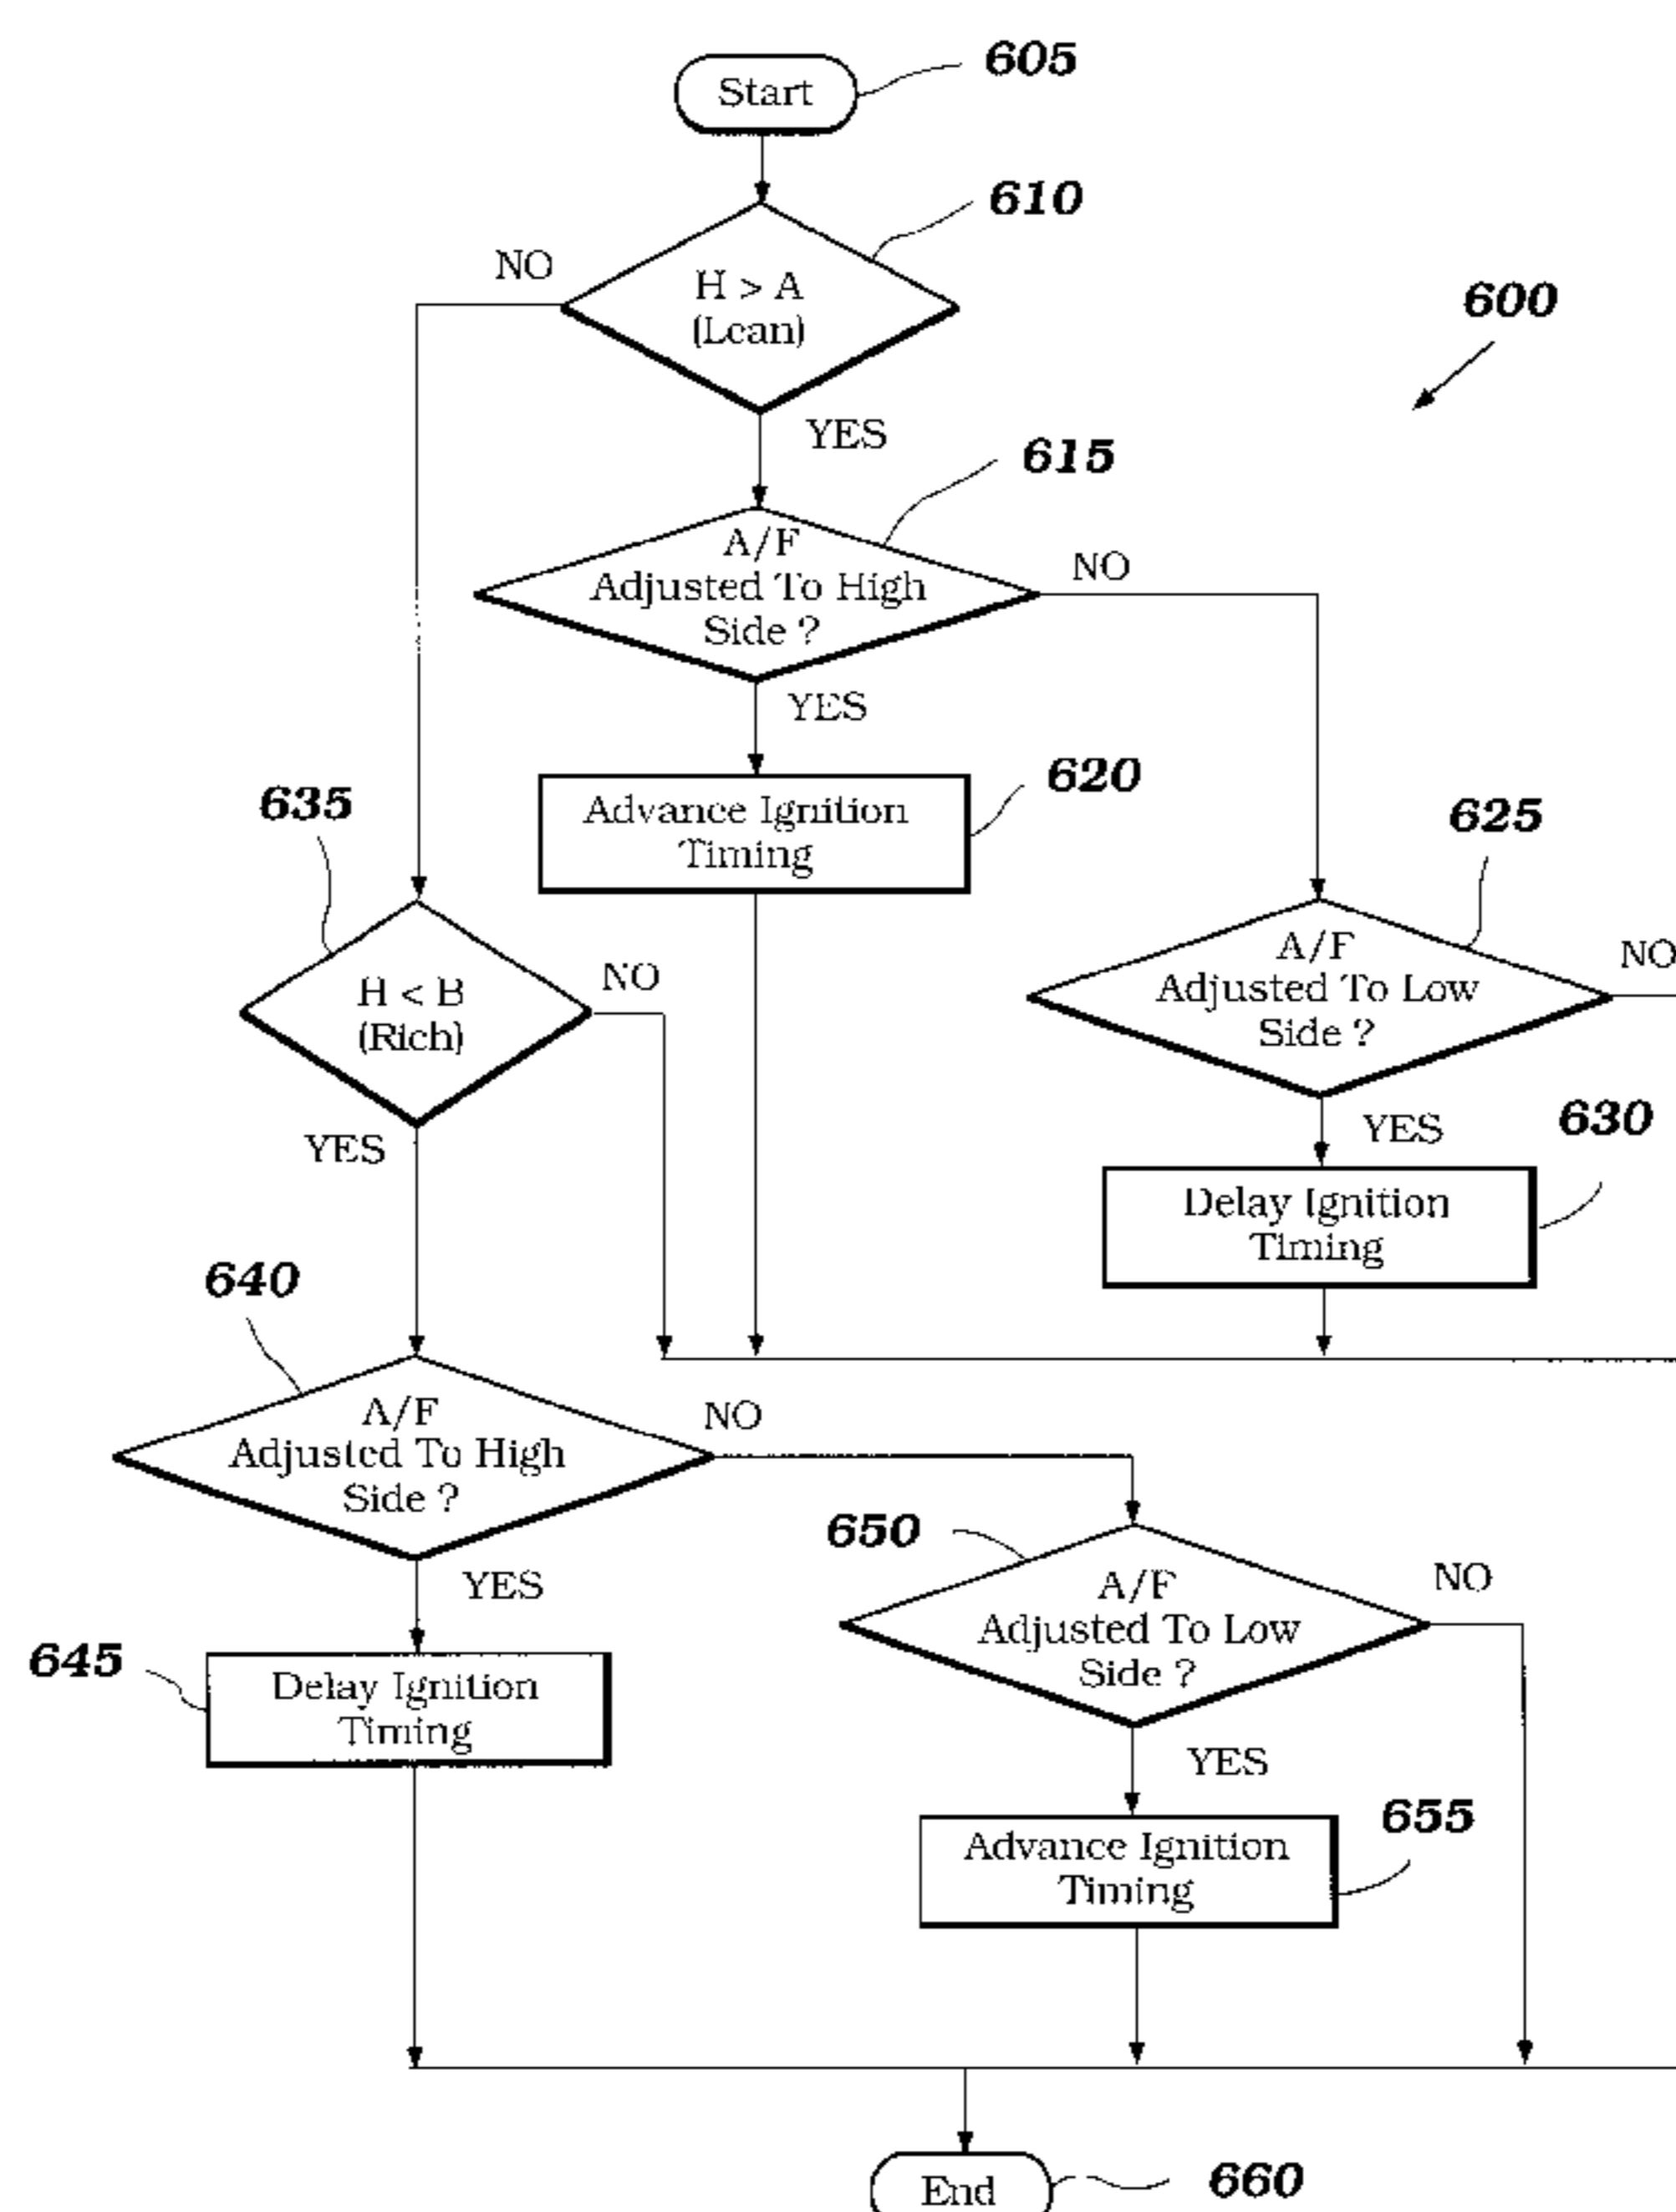 605
Start
610
NO
H > A
(Lean)
600
YES
615
A/F
Adjusted To High
Side ?
NO
YES
620
Advance Ignition
Timing
635
625
H < B
(Rich)
NO
A/F
Adjusted To Low
Side ?
NO
YES
YES
630
Delay Ignition
Timing
640
A/F
Adjusted To High
Side ?
NO
650
A/F
Adjusted To Low
Side ?
NO
YES
645
Delay Ignition
Timing
YES
655
Advance Ignition
Timing
End
660